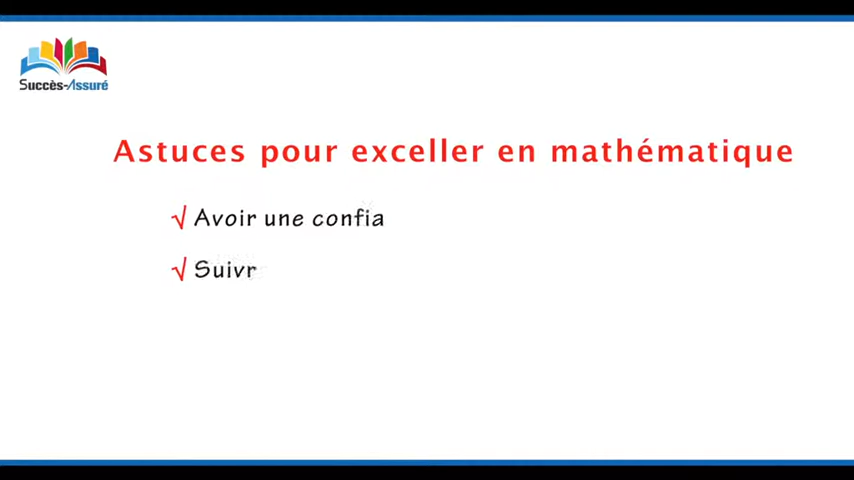 Succès-Assuré
Astuces pour exceller en mathématique
√ Avoir une confia
√ Suivr